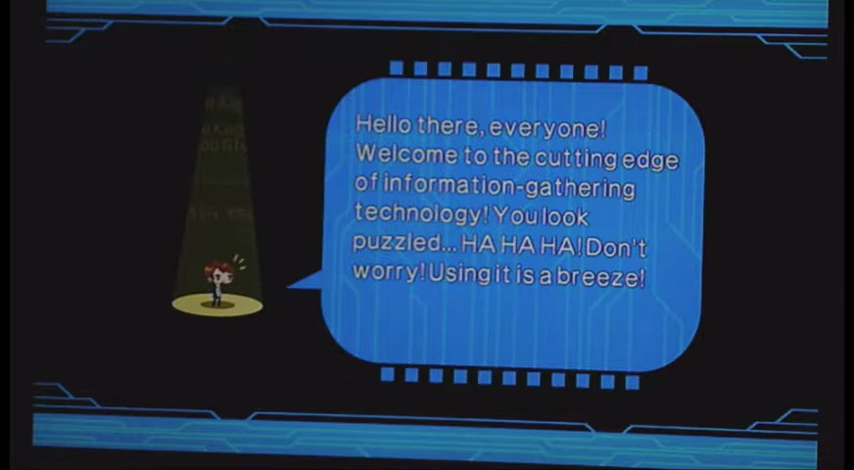 Hello there, everyone!
Welcome to the cutting edge
of information-gathering
technology! You look
puzzled... HA HA HA! Don't
worry! Using it is a breeze!